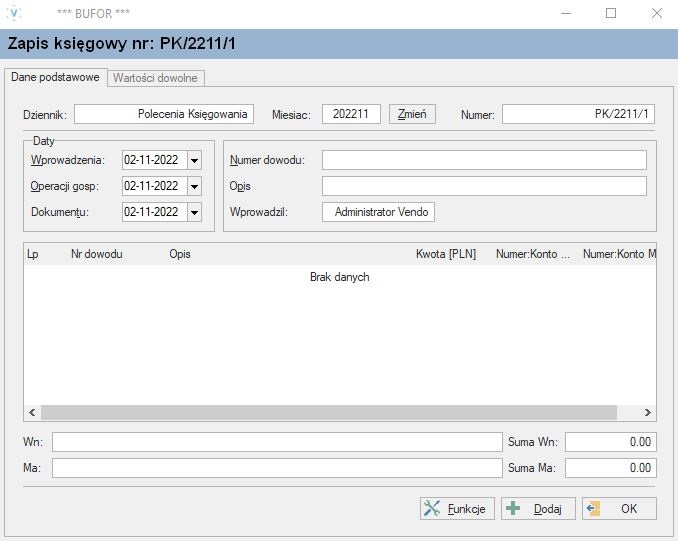 *** BUFOR ***
Zapis księgowy nr: PK/2211/1
Dane podstawowe Wartości dowolne
Dziennik: Polecenia Księgowania Miesiac: 202211 Zmień Numer: PK/2211/1
Daty
Wprowadzenia: 02-11-2022 Numer dowodu:
Operacji gosp: 02-11-2022 Opis
Dokumentu: 02-11-2022 Wprowadził: Administrator Vendo
Lp Nr dowodu Opis Kwota [PLN] Numer:Konto ... Numer:Konto M
Brak danych
Wn: Suma Wn: 0.00
Ma: Suma Ma: 0.00
Funkcje Dodaj OK